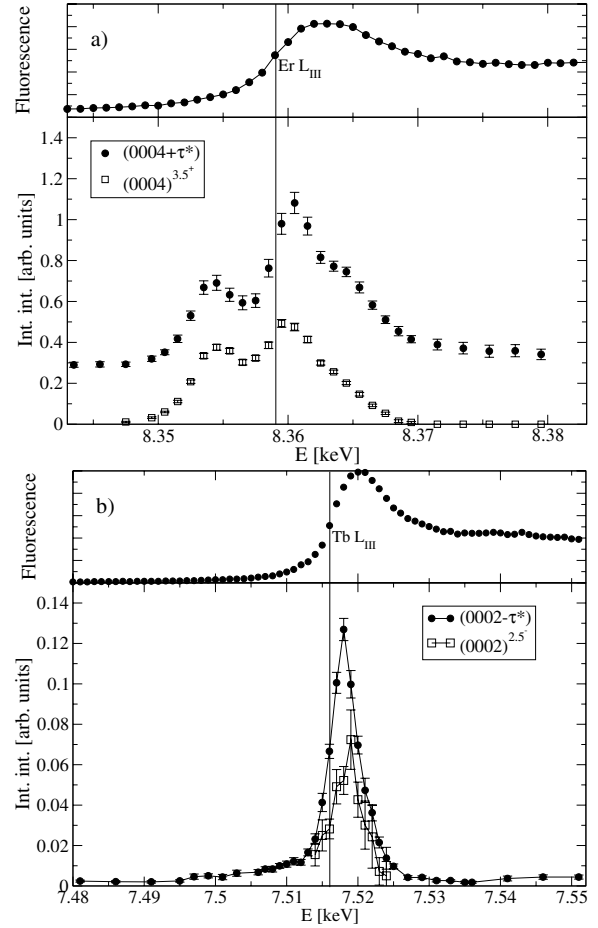 Fluorescence
a)
Er L_III
1.4
1.2
1
0.8
0.6
0.4
0.2
0
Int. int. [arb. units]
(0004+τ*)
(0004)^3.5+
8.35
8.36
8.37
8.38
E [keV]
Fluorescence
b)
Tb L_III
0.14
0.12
0.1
0.08
0.06
0.04
0.02
0
Int. int. [arb. units]
(0002-τ*)
(0002)^2.5-
7.48
7.49
7.5
7.51
7.52
7.53
7.54
7.55
E [keV]